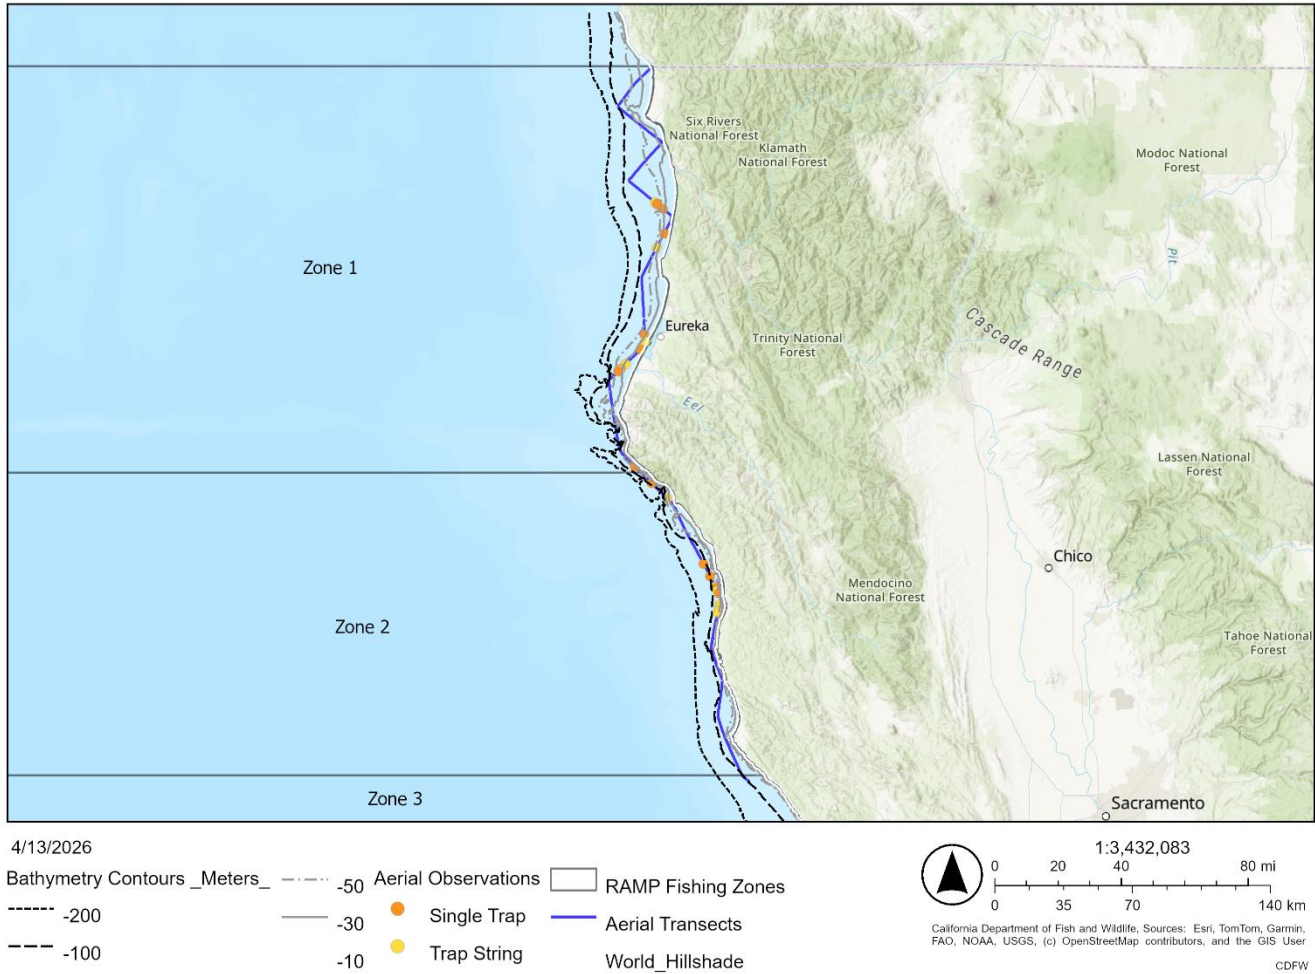 Six Rivers
National Forest
Klamath
National Forest
Modoc National
Forest
Pit
Zone 1
Eureka
Trinity National
Forest
Cascade Range
Eel
Lassen National
Forest
Chico
Mendocino
National Forest
Zone 2
Tahoe National
Forest
Zone 3
Sacramento
4/13/2026
Bathymetry Contours _Meters_
-200
-100
-50
-30
-10
Aerial Observations
Single Trap
Trap String
RAMP Fishing Zones
Aerial Transects
World_Hillshade
1:3,432,083
0 20 40 80 mi
0 35 70 140 km
California Department of Fish and Wildlife, Sources: Esri, TomTom, Garmin,
FAO, NOAA, USGS, (c) OpenStreetMap contributors, and the GIS User
CDFW